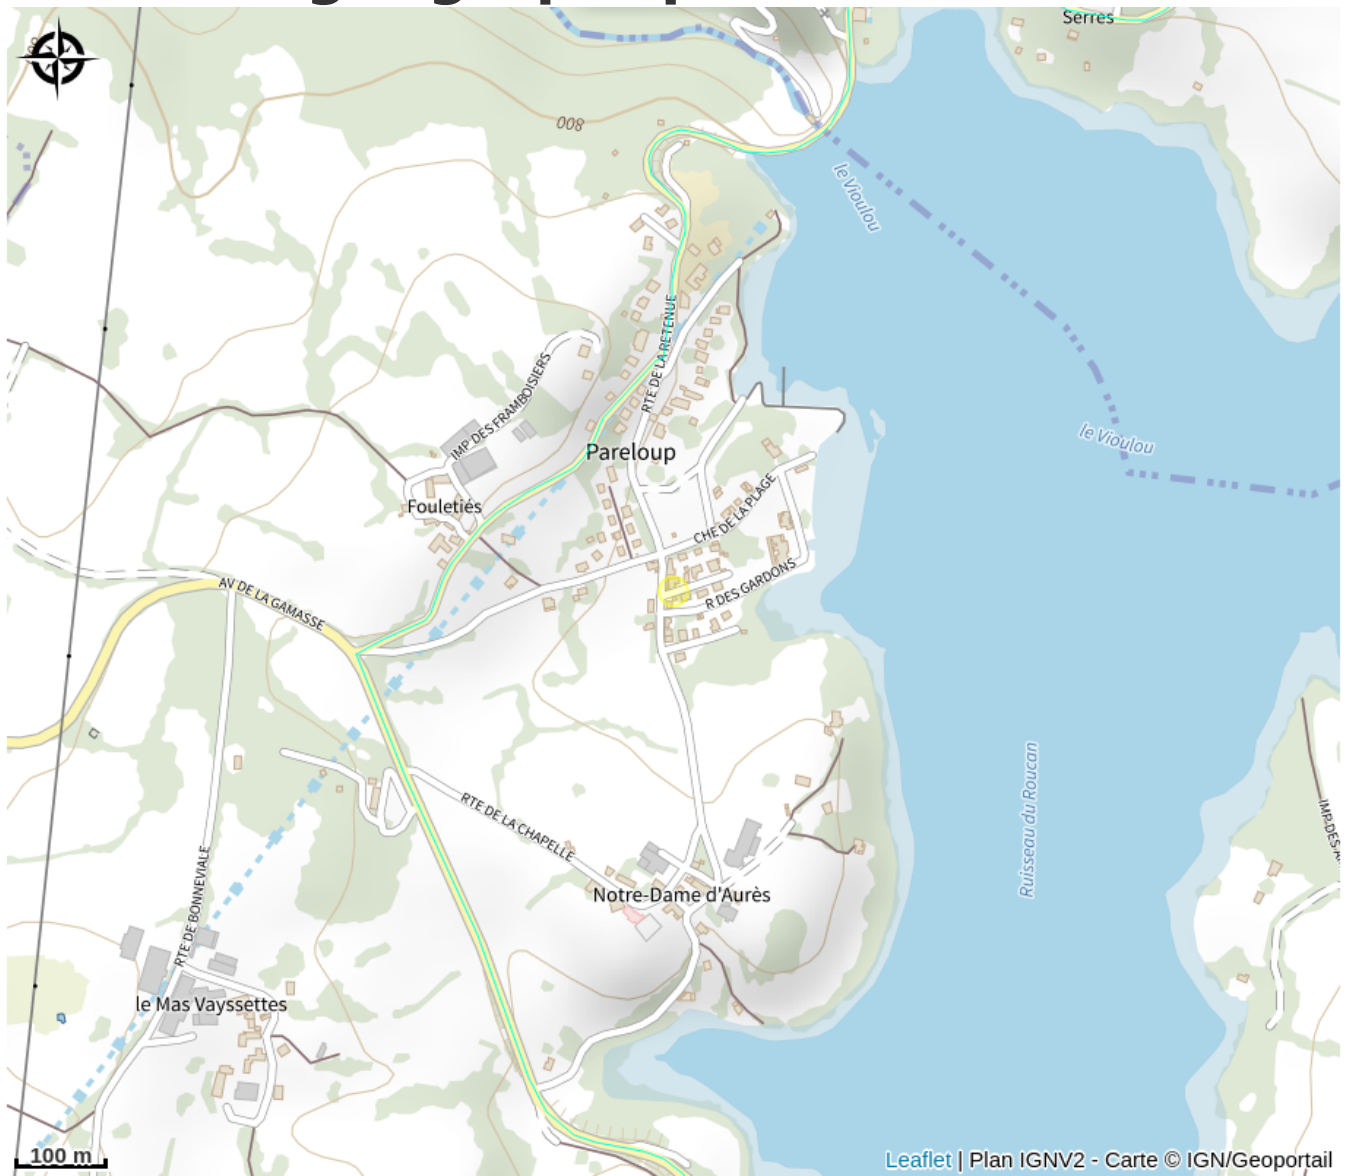 Serres
800
le Vioulou
RTE DE LA RETENUE
IMP DES FRAMBOISIERS
le Vioulou
Pareloup
Fouletiés
CHE DE LA PLAGE
R DES GARDONS
AV DE LA GAMASSE
Ruisseau du Roucan
RTE DE LA CHAPELLE
RTE DE BONNEVIALE
Notre-Dame d'Aurès
le Mas Vayssettes
100 m
Leaflet | Plan IGNV2 - Carte © IGN/Geoportail